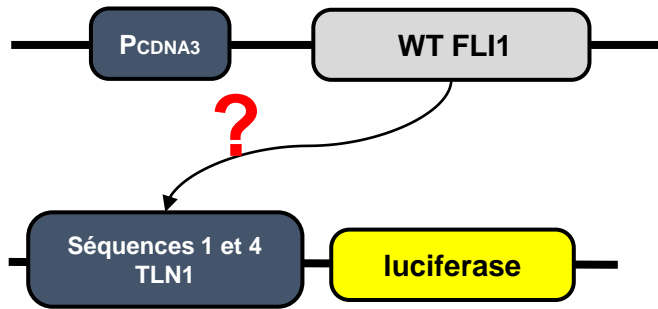 PCDNA3
WT FLI1
?
Séquences 1 et 4
TLN1
luciferase